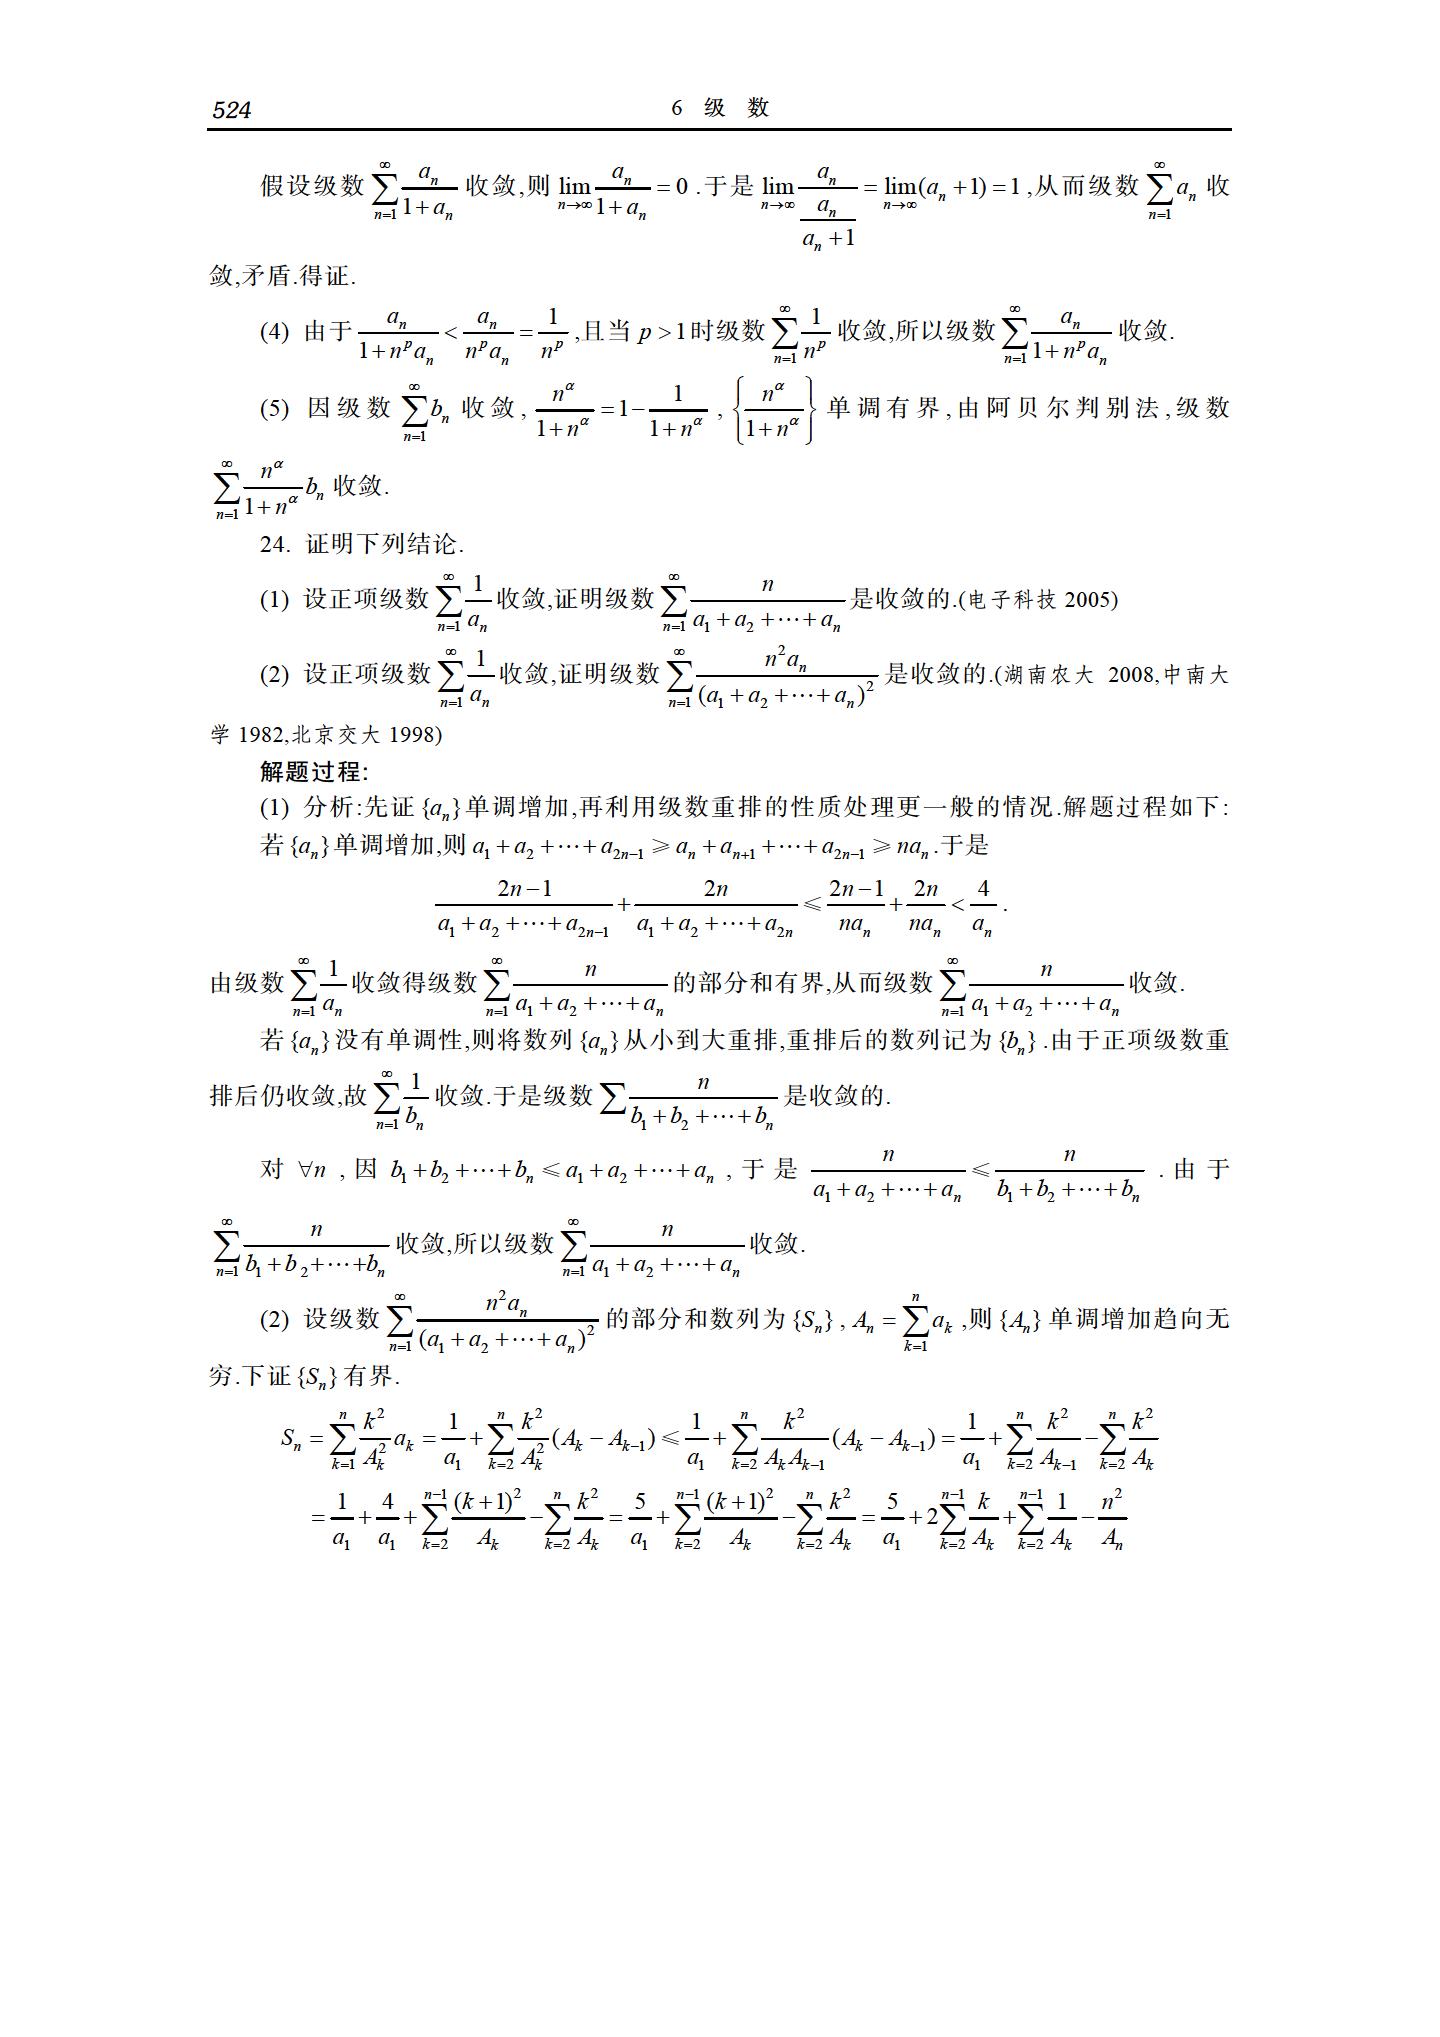 524 6 级 数
假设级数 $\sum_{n=1}^{\infty}\frac{a_n}{1+a_n}$ 收敛,则 $\lim_{n\to\infty}\frac{a_n}{1+a_n}=0$.于是 $\lim_{n\to\infty}\frac{a_n}{\frac{a_n}{a_n+1}}=\lim_{n\to\infty}(a_n+1)=1$,从而级数 $\sum_{n=1}^{\infty}a_n$ 收
敛,矛盾.得证.
(4) 由于 $\frac{a_n}{1+n^pa_n}<\frac{a_n}{n^pa_n}=\frac{1}{n^p}$,且当 $p>1$ 时级数 $\sum_{n=1}^{\infty}\frac{1}{n^p}$ 收敛,所以级数 $\sum_{n=1}^{\infty}\frac{a_n}{1+n^pa_n}$ 收敛.
(5) 因级数 $\sum_{n=1}^{\infty}b_n$ 收敛, $\frac{n^\alpha}{1+n^\alpha}=1-\frac{1}{1+n^\alpha}$, $\left\{\frac{n^\alpha}{1+n^\alpha}\right\}$ 单调有界,由阿贝尔判别法,级数
$\sum_{n=1}^{\infty}\frac{n^\alpha}{1+n^\alpha}b_n$ 收敛.
24. 证明下列结论.
(1) 设正项级数 $\sum_{n=1}^{\infty}\frac{1}{a_n}$ 收敛,证明级数 $\sum_{n=1}^{\infty}\frac{n}{a_1+a_2+\cdots+a_n}$ 是收敛的.(电子科技 2005)
(2) 设正项级数 $\sum_{n=1}^{\infty}\frac{1}{a_n}$ 收敛,证明级数 $\sum_{n=1}^{\infty}\frac{n^2a_n}{(a_1+a_2+\cdots+a_n)^2}$ 是收敛的.(湖南农大 2008,中南大
学 1982,北京交大 1998)
解题过程:
(1) 分析:先证 $\{a_n\}$ 单调增加,再利用级数重排的性质处理更一般的情况.解题过程如下:
若 $\{a_n\}$ 单调增加,则 $a_1+a_2+\cdots+a_{2n-1}\geqslant a_n+a_{n+1}+\cdots+a_{2n-1}\geqslant na_n$.于是
$\frac{2n-1}{a_1+a_2+\cdots+a_{2n-1}}+\frac{2n}{a_1+a_2+\cdots+a_{2n}}\leqslant\frac{2n-1}{na_n}+\frac{2n}{na_n}<\frac{4}{a_n}$.
由级数 $\sum_{n=1}^{\infty}\frac{1}{a_n}$ 收敛得级数 $\sum_{n=1}^{\infty}\frac{n}{a_1+a_2+\cdots+a_n}$ 的部分和有界,从而级数 $\sum_{n=1}^{\infty}\frac{n}{a_1+a_2+\cdots+a_n}$ 收敛.
若 $\{a_n\}$ 没有单调性,则将数列 $\{a_n\}$ 从小到大重排,重排后的数列记为 $\{b_n\}$.由于正项级数重
排后仍收敛,故 $\sum_{n=1}^{\infty}\frac{1}{b_n}$ 收敛.于是级数 $\sum\frac{n}{b_1+b_2+\cdots+b_n}$ 是收敛的.
对 $\forall n$,因 $b_1+b_2+\cdots+b_n\leqslant a_1+a_2+\cdots+a_n$,于是 $\frac{n}{a_1+a_2+\cdots+a_n}\leqslant\frac{n}{b_1+b_2+\cdots+b_n}$.由于
$\sum_{n=1}^{\infty}\frac{n}{b_1+b_2+\cdots+b_n}$ 收敛,所以级数 $\sum_{n=1}^{\infty}\frac{n}{a_1+a_2+\cdots+a_n}$ 收敛.
(2) 设级数 $\sum_{n=1}^{\infty}\frac{n^2a_n}{(a_1+a_2+\cdots+a_n)^2}$ 的部分和数列为 $\{S_n\}$, $A_n=\sum_{k=1}^{n}a_k$,则 $\{A_n\}$ 单调增加趋向无
穷.下证 $\{S_n\}$ 有界.
$S_n=\sum_{k=1}^{n}\frac{k^2}{A_k^2}a_k=\frac{1}{a_1}+\sum_{k=2}^{n}\frac{k^2}{A_k^2}(A_k-A_{k-1})\leqslant\frac{1}{a_1}+\sum_{k=2}^{n}\frac{k^2}{A_kA_{k-1}}(A_k-A_{k-1})=\frac{1}{a_1}+\sum_{k=2}^{n}\frac{k^2}{A_{k-1}}-\sum_{k=2}^{n}\frac{k^2}{A_k}$
$=\frac{1}{a_1}+\frac{4}{a_1}+\sum_{k=2}^{n-1}\frac{(k+1)^2}{A_k}-\sum_{k=2}^{n}\frac{k^2}{A_k}=\frac{5}{a_1}+\sum_{k=2}^{n-1}\frac{(k+1)^2}{A_k}-\sum_{k=2}^{n}\frac{k^2}{A_k}=\frac{5}{a_1}+2\sum_{k=2}^{n-1}\frac{k}{A_k}+\sum_{k=2}^{n-1}\frac{1}{A_k}-\frac{n^2}{A_n}$